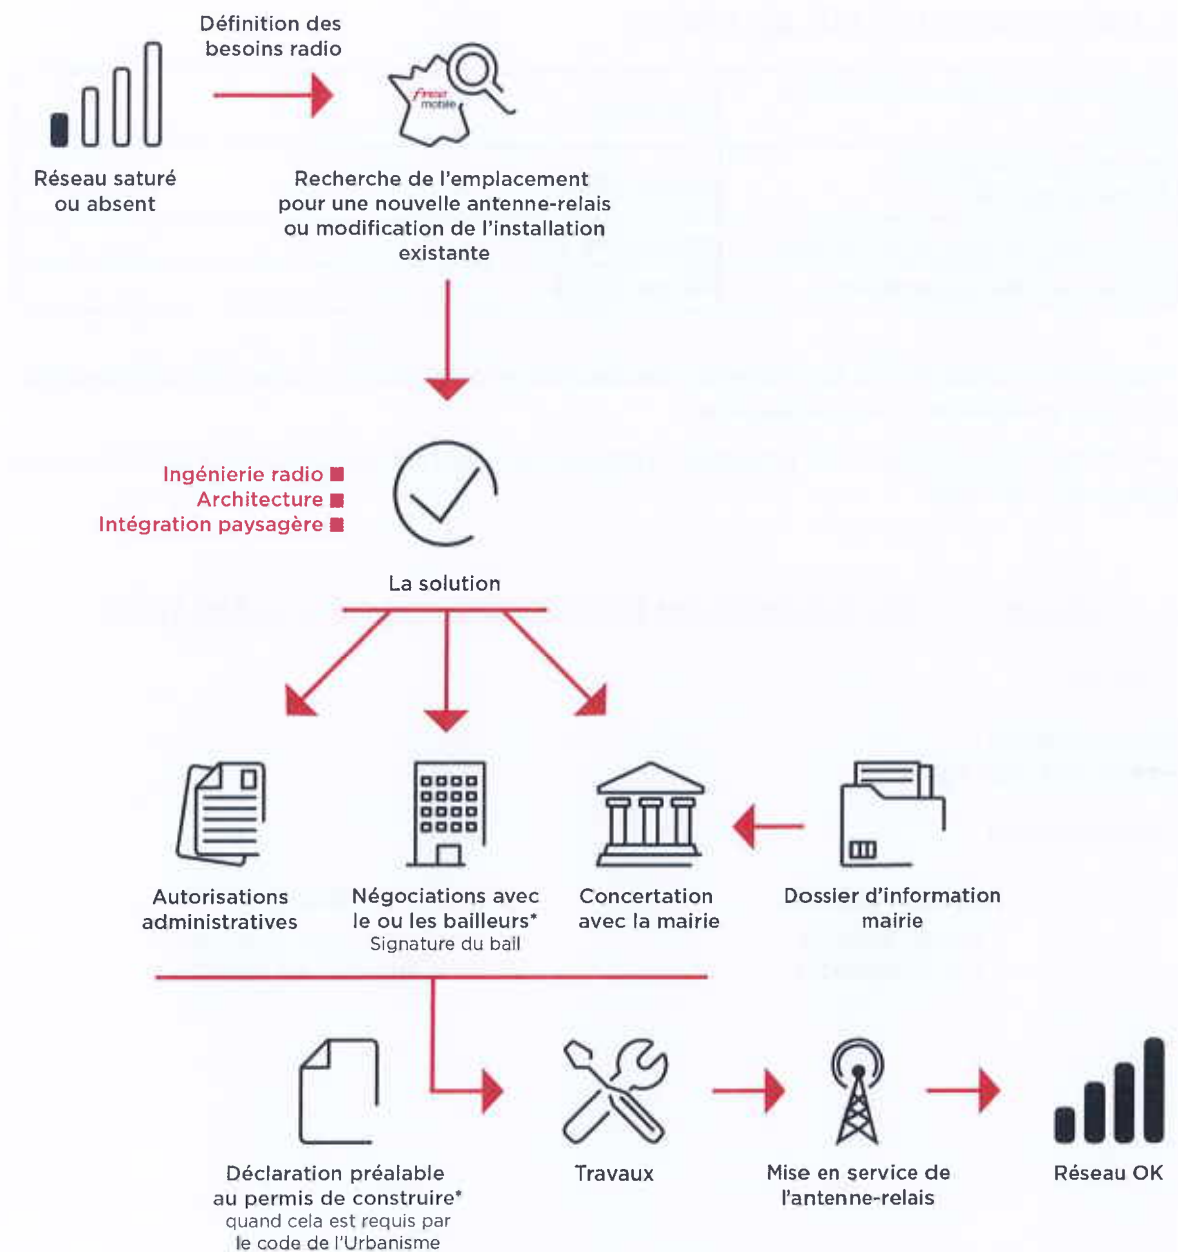 Définition des
besoins radio
free
mobile
Réseau saturé
ou absent
Recherche de l'emplacement
pour une nouvelle antenne-relais
ou modification de l'installation
existante
Ingénierie radio
Architecture
Intégration paysagère
La solution
Autorisations
administratives
Négociations avec
le ou les bailleurs*
Signature du bail
Concertation
avec la mairie
Dossier d'information
mairie
Déclaration préalable
au permis de construire*
quand cela est requis par
le code de l'Urbanisme
Travaux
Mise en service de
l'antenne-relais
Réseau OK